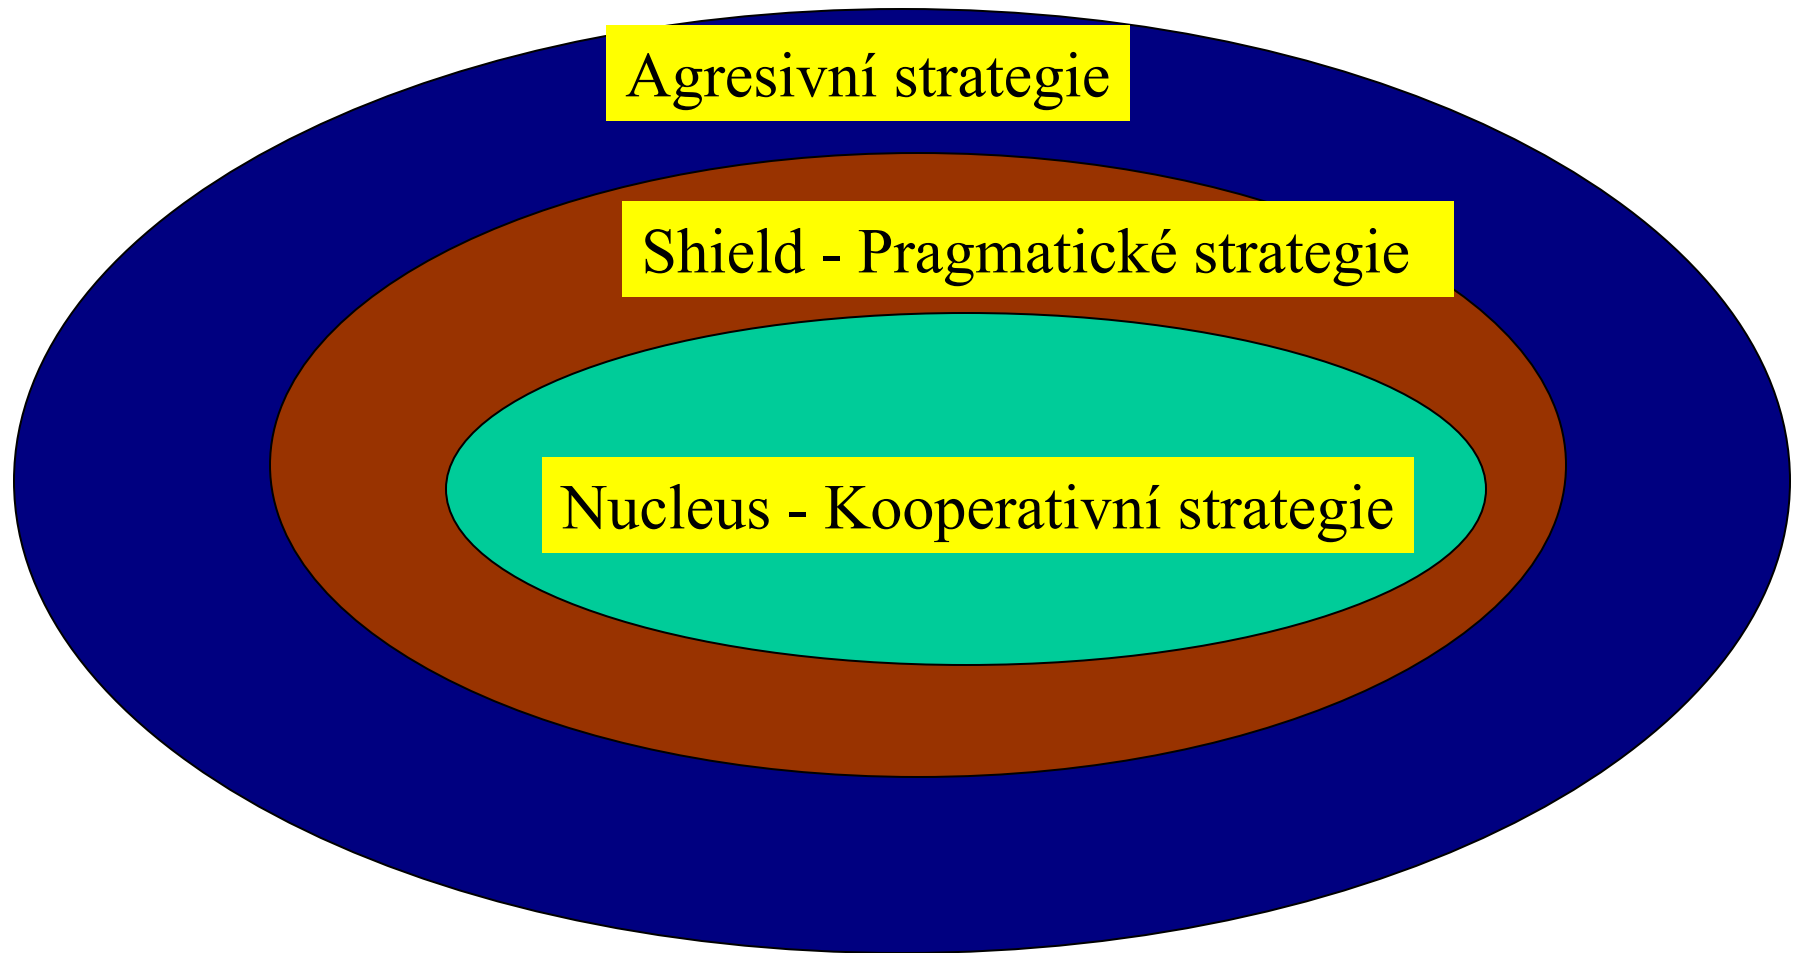 Agresivní strategie
Shield - Pragmatické strategie
Nucleus - Kooperativní strategie